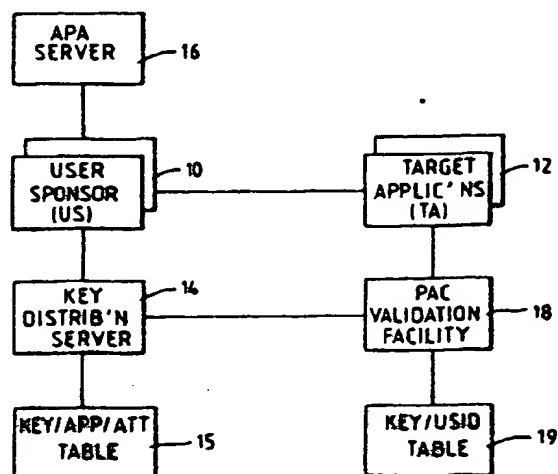 APA
SERVER
16
USER
SPONSOR
(US)
10
TARGET
APPLIC'NS
(TA)
12
KEY
DISTRIB'N
SERVER
14
PAC
VALIDATION
FACILITY
18
KEY/APP/ATT
TABLE
15
KEY/USID
TABLE
19